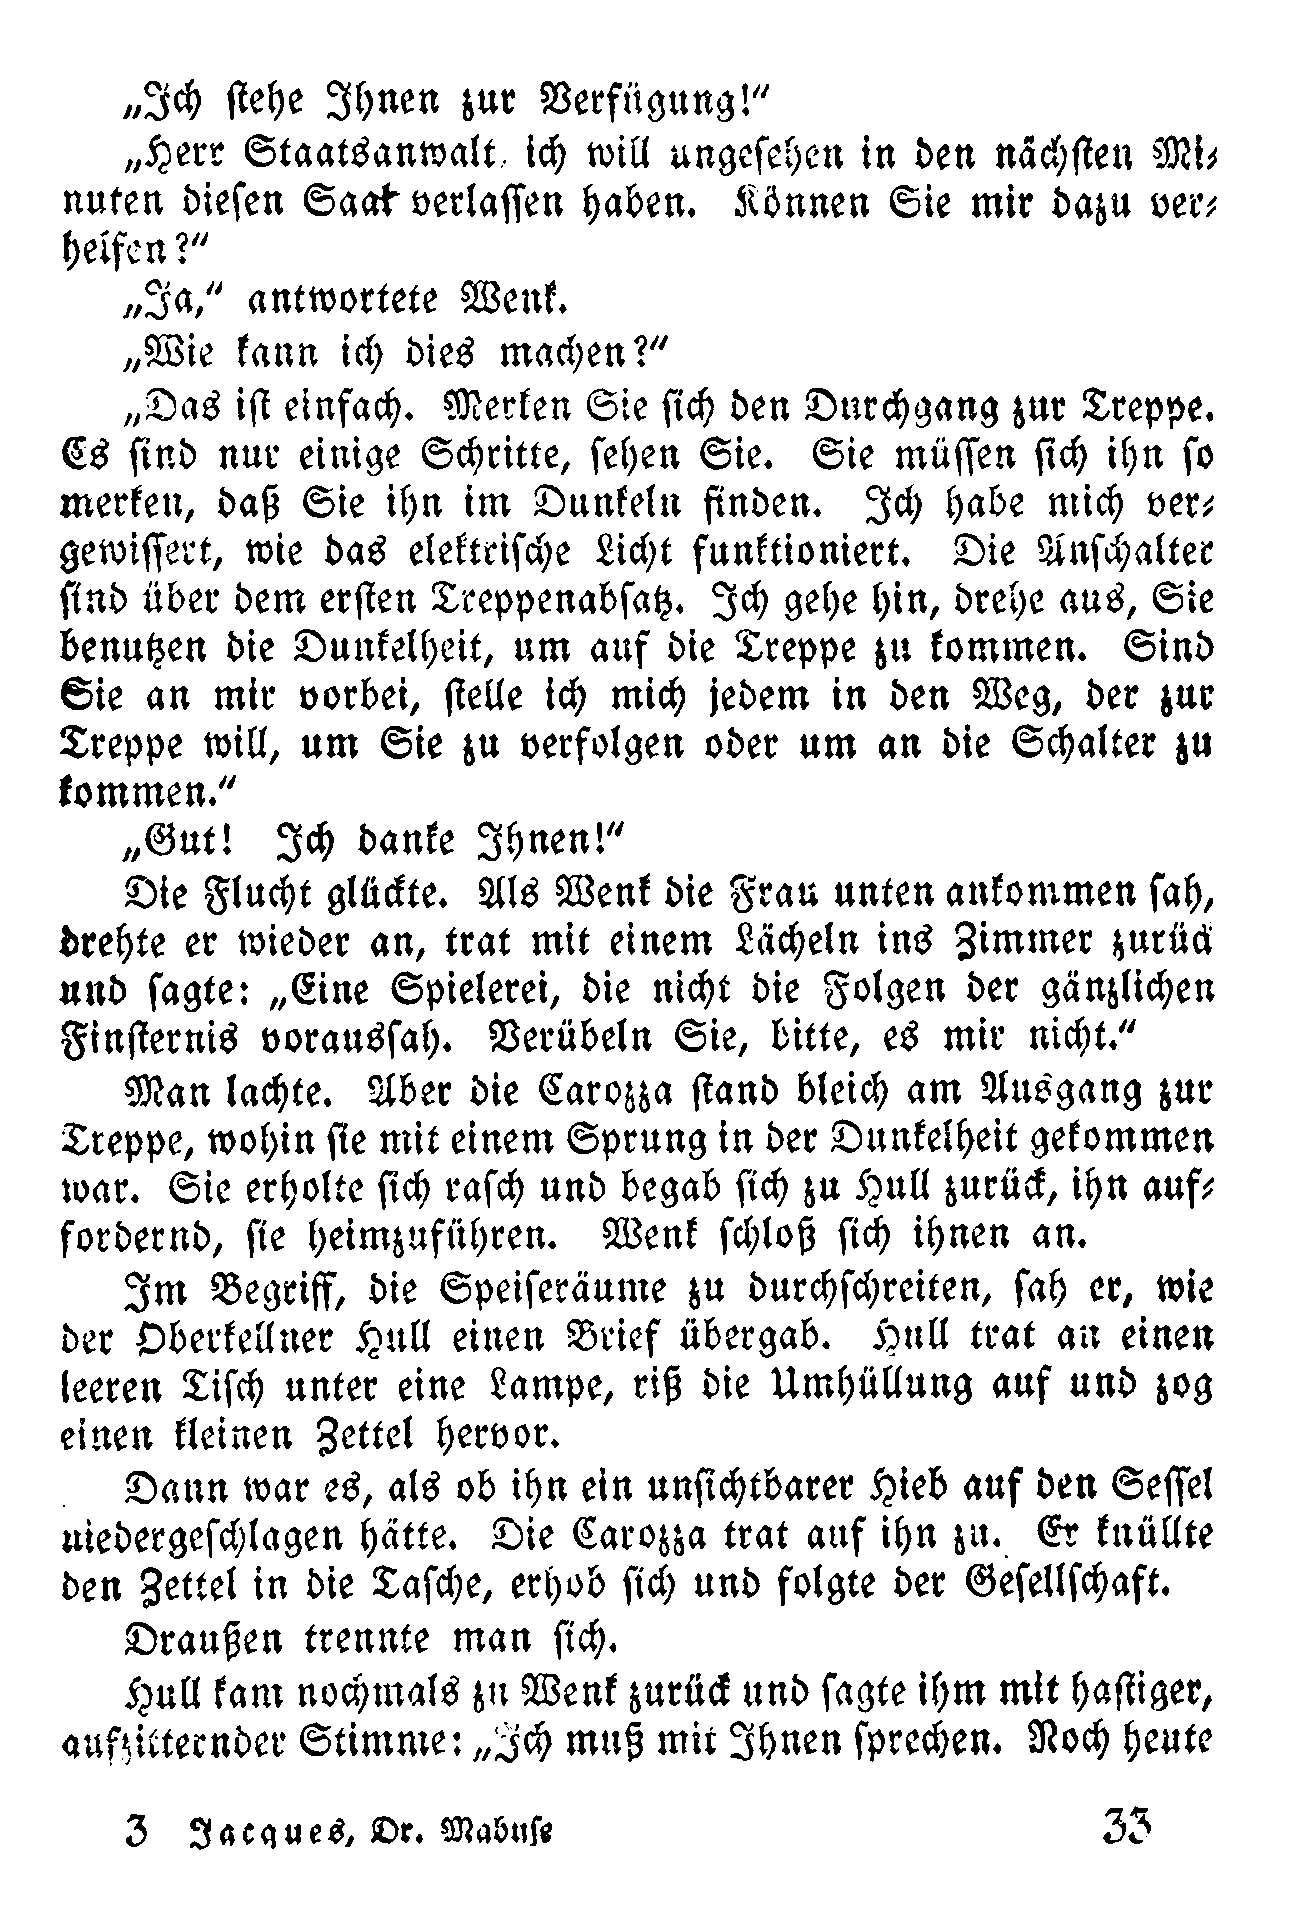 „Ich stehe Ihnen zur Verfügung!“
„Herr Staatsanwalt, ich will ungesehen in den nächsten Mi-
nuten diesen Saal verlassen haben. Können Sie mir dazu ver-
helfen?“
„Ja,“ antwortete Wenk.
„Wie kann ich dies machen?“
„Das ist einfach. Merken Sie sich den Durchgang zur Treppe.
Es sind nur einige Schritte, sehen Sie. Sie müssen sich ihn so
merken, daß Sie ihn im Dunkeln finden. Ich habe mich ver-
gewissert, wie das elektrische Licht funktioniert. Die Anschalter
sind über dem ersten Treppenabsatz. Ich gehe hin, drehe aus, Sie
benutzen die Dunkelheit, um auf die Treppe zu kommen. Sind
Sie an mir vorbei, stelle ich mich jedem in den Weg, der zur
Treppe will, um Sie zu verfolgen oder um an die Schalter zu
kommen.“
„Gut! Ich danke Ihnen!“
Die Flucht glückte. Als Wenk die Frau unten ankommen sah,
drehte er wieder an, trat mit einem Lächeln ins Zimmer zurück
und sagte: „Eine Spielerei, die nicht die Folgen der gänzlichen
Finsternis voraussah. Verübeln Sie, bitte, es mir nicht.“
Man lachte. Aber die Carozza stand bleich am Ausgang zur
Treppe, wohin sie mit einem Sprung in der Dunkelheit gekommen
war. Sie erholte sich rasch und begab sich zu Hull zurück, ihn auf-
fordernd, sie heimzuführen. Wenk schloß sich ihnen an.
Im Begriff, die Speiseräume zu durchschreiten, sah er, wie
der Oberkellner Hull einen Brief übergab. Hull trat an einen
leeren Tisch unter eine Lampe, riß die Umhüllung auf und zog
einen kleinen Zettel hervor.
Dann war es, als ob ihn ein unsichtbarer Hieb auf den Sessel
niedergeschlagen hätte. Die Carozza trat auf ihn zu. Er knüllte
den Zettel in die Tasche, erhob sich und folgte der Gesellschaft.
Draußen trennte man sich.
Hull kam nochmals zu Wenk zurück und sagte ihm mit hastiger,
aufzitternder Stimme: „Ich muß mit Ihnen sprechen. Noch heute
3 Jacques, Dr. Mabuse 33